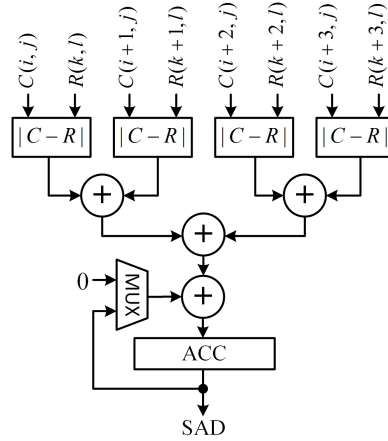 C(i, j)
R(k, l)
C(i+1, j)
R(k+1, l)
C(i+2, j)
R(k+2, l)
C(i+3, j)
R(k+3, l)
|C−R|
|C−R|
|C−R|
|C−R|
+
+
+
0
MUX
+
ACC
SAD